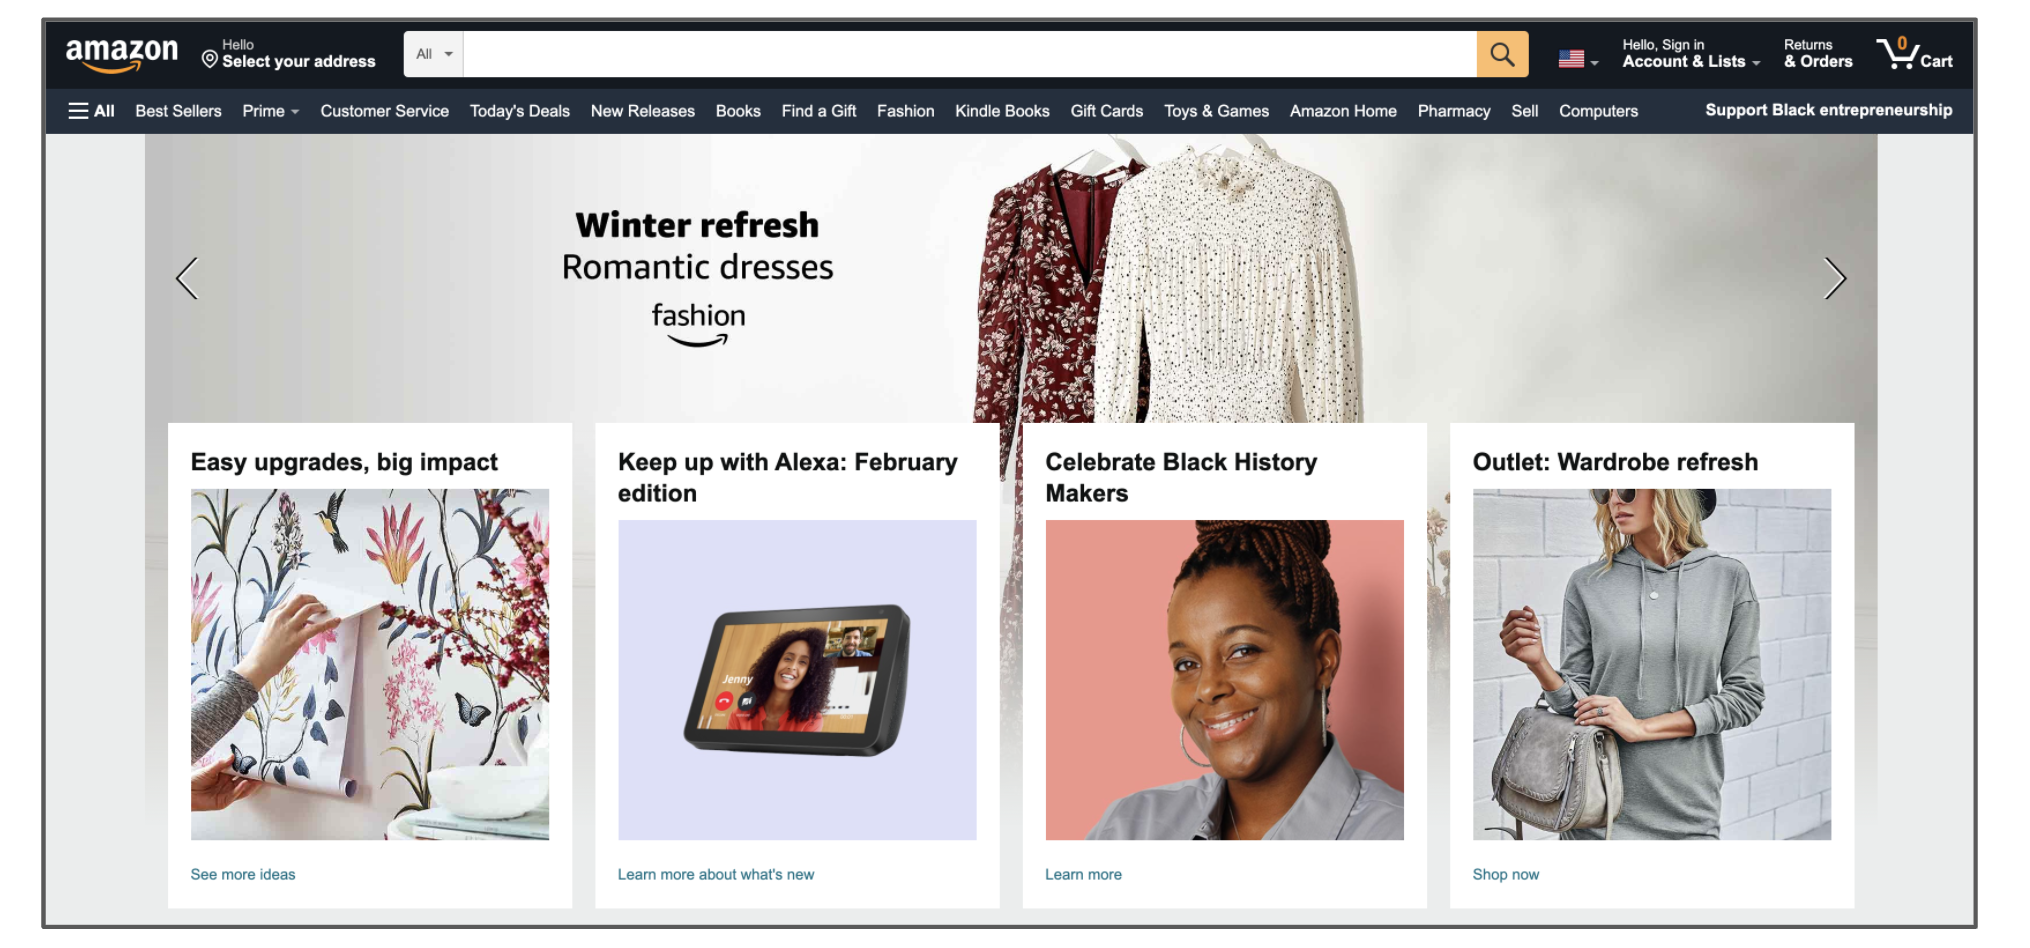 amazon
Hello
Select your address
All
Hello, Sign in
Account & Lists
Returns
& Orders
0
Cart
All Best Sellers Prime Customer Service Today's Deals New Releases Books Find a Gift Fashion Kindle Books Gift Cards Toys & Games Amazon Home Pharmacy Sell Computers Support Black entrepreneurship
Winter refresh
Romantic dresses
fashion
Easy upgrades, big impact
See more ideas
Keep up with Alexa: February
edition
Jenny
Learn more about what's new
Celebrate Black History
Makers
Learn more
Outlet: Wardrobe refresh
Shop now